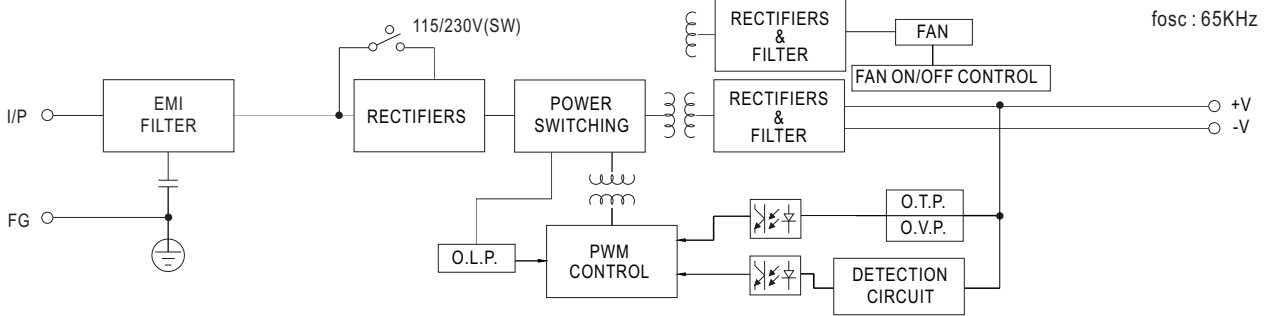 115/230V(SW)
RECTIFIERS
&
FILTER
FAN
FAN ON/OFF CONTROL
fosc : 65KHz
I/P
EMI
FILTER
RECTIFIERS
POWER
SWITCHING
RECTIFIERS
&
FILTER
+V
-V
FG
O.L.P.
PWM
CONTROL
O.T.P.
O.V.P.
DETECTION
CIRCUIT